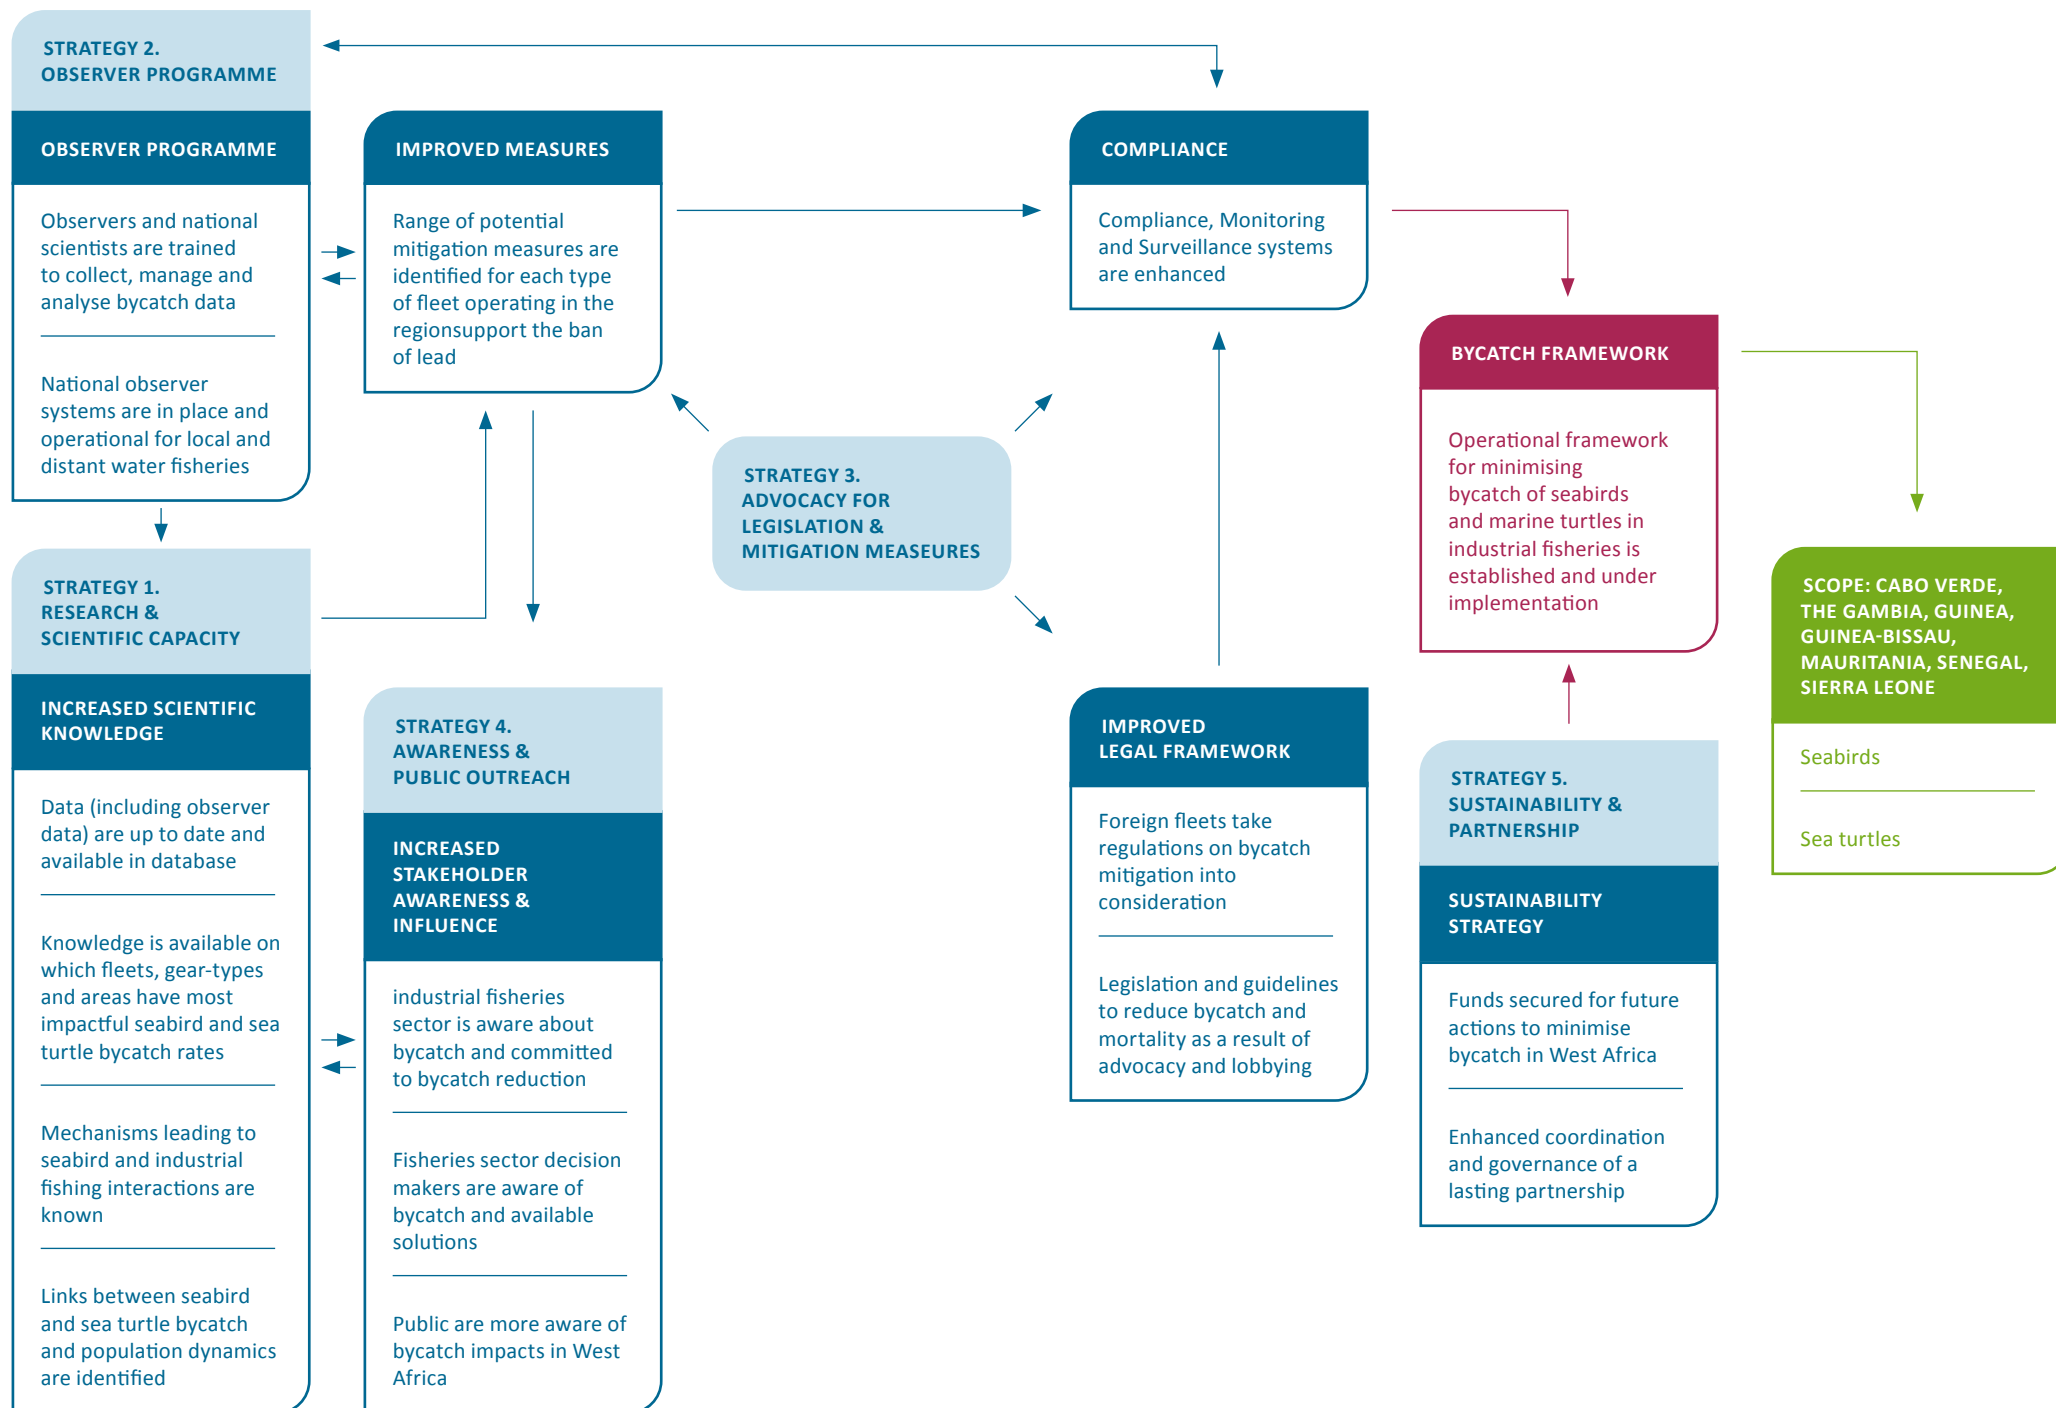 STRATEGY 2.
OBSERVER PROGRAMME
OBSERVER PROGRAMME
Observers and national
scientists are trained
to collect, manage and
analyse bycatch data
National observer
systems are in place and
operational for local and
distant water fisheries
STRATEGY 1.
RESEARCH &
SCIENTIFIC CAPACITY
INCREASED SCIENTIFIC
KNOWLEDGE
Data (including observer
data) are up to date and
available in database
Knowledge is available on
which fleets, gear-types
and areas have most
impactful seabird and sea
turtle bycatch rates
Mechanisms leading to
seabird and industrial
fishing interactions are
known
Links between seabird
and sea turtle bycatch
and population dynamics
are identified
IMPROVED MEASURES
Range of potential
mitigation measures are
identified for each type
of fleet operating in the
regionsupport the ban
of lead
STRATEGY 4.
AWARENESS &
PUBLIC OUTREACH
INCREASED
STAKEHOLDER
AWARENESS &
INFLUENCE
industrial fisheries
sector is aware about
bycatch and committed
to bycatch reduction
Fisheries sector decision
makers are aware of
bycatch and available
solutions
Public are more aware of
bycatch impacts in West
Africa
STRATEGY 3.
ADVOCACY FOR
LEGISLATION &
MITIGATION MEASEURES
COMPLIANCE
Compliance, Monitoring
and Surveillance systems
are enhanced
IMPROVED
LEGAL FRAMEWORK
Foreign fleets take
regulations on bycatch
mitigation into
consideration
Legislation and guidelines
to reduce bycatch and
mortality as a result of
advocacy and lobbying
BYCATCH FRAMEWORK
Operational framework
for minimising
bycatch of seabirds
and marine turtles in
industrial fisheries is
established and under
implementation
STRATEGY 5.
SUSTAINABILITY &
PARTNERSHIP
SUSTAINABILITY
STRATEGY
Funds secured for future
actions to minimise
bycatch in West Africa
Enhanced coordination
and governance of a
lasting partnership
SCOPE: CABO VERDE,
THE GAMBIA, GUINEA,
GUINEA-BISSAU,
MAURITANIA, SENEGAL,
SIERRA LEONE
Seabirds
Sea turtles